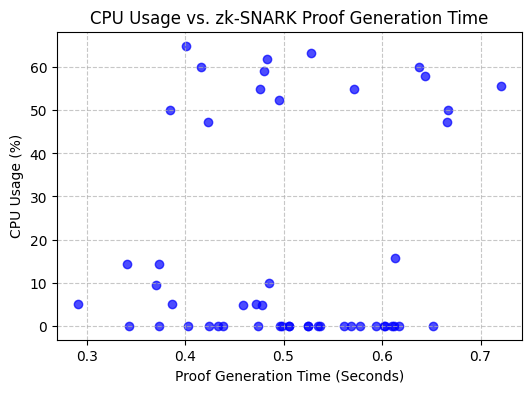 CPU Usage vs. zk-SNARK Proof Generation Time
CPU Usage (%)
60
50
40
30
20
10
0
0.3 0.4 0.5 0.6 0.7
Proof Generation Time (Seconds)